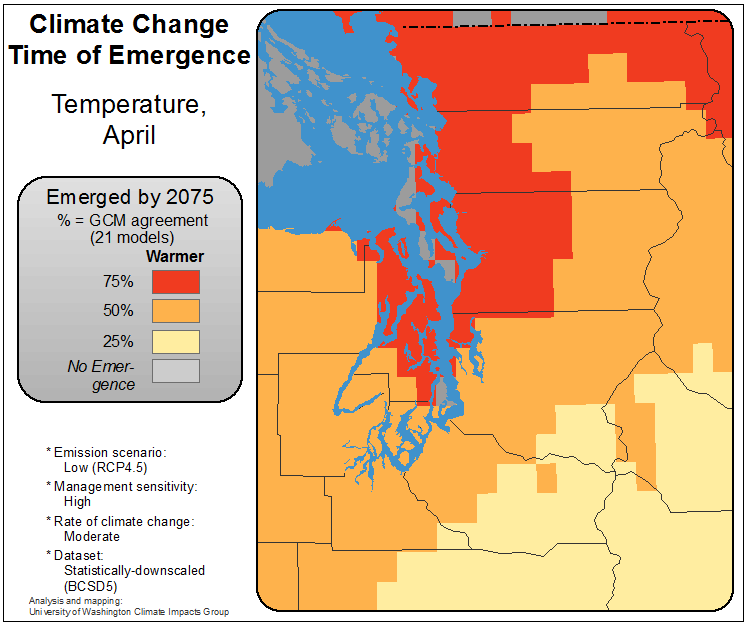 Climate Change
Time of Emergence
Temperature,
April
Emerged by 2075
% = GCM agreement
(21 models)
Warmer
75%
50%
25%
No Emer-
gence
* Emission scenario:
Low (RCP4.5)
* Management sensitivity:
High
* Rate of climate change:
Moderate
* Dataset:
Statistically-downscaled
(BCSD5)
Analysis and mapping:
University of Washington Climate Impacts Group